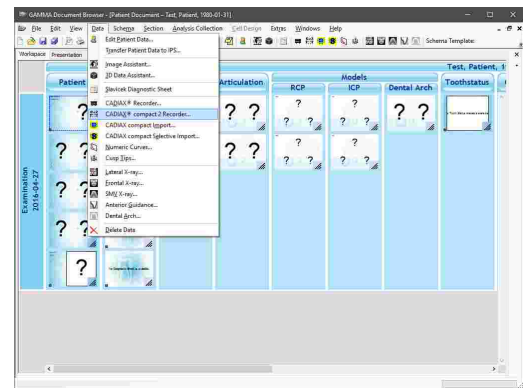 GAMMA Document Browser - [Patient Document - Test, Patient, 1980-01-31]
File Edit View Data Schema Section Analysis Collection Cell Design Extras Windows Help
Schema Template:
Workspace Presentation
Edit Patient Data...
Transfer Patient Data to IPS...
Image Assistant...
3D Data Assistant...
Slavicek Diagnostic Sheet
CADIAX® Recorder...
CADIAX® compact 2 Recorder...
CADIAX compact Import...
CADIAX compact Selective Import...
Numeric Curves...
Cusp Tips...
Lateral X-ray...
Frontal X-ray...
SMV X-ray...
Anterior Guidance...
Dental Arch...
Delete Data
Test, Patient, 1
Patient
Articulation
Models
RCP
ICP
Dental Arch
Toothstatus
Examination
2016-04-27
? ? ? ? ? ? ?
? ? ?
? ? ? ? ? ?
? ? ? ?
? ?
? ?
?